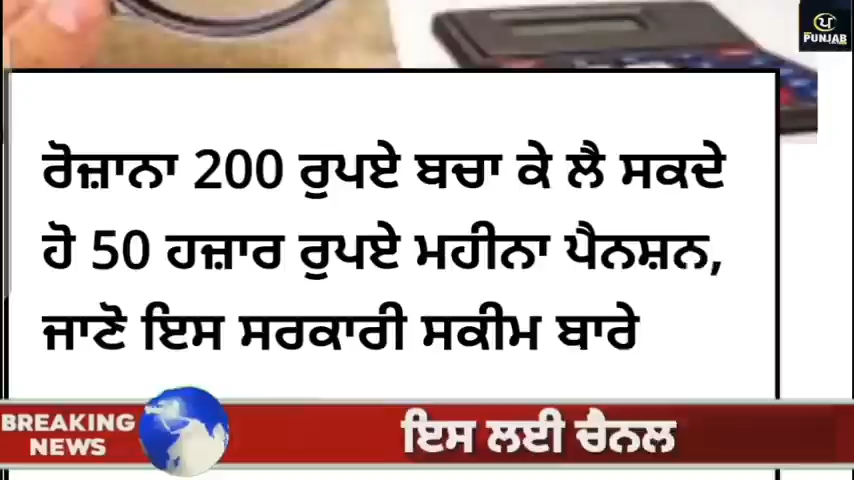 ਪੰ
PUNJAB
ਰੋਜ਼ਾਨਾ 200 ਰੁਪਏ ਬਚਾ ਕੇ ਲੈ ਸਕਦੇ
ਹੋ 50 ਹਜ਼ਾਰ ਰੁਪਏ ਮਹੀਨਾ ਪੈਨਸ਼ਨ,
ਜਾਣੋ ਇਸ ਸਰਕਾਰੀ ਸਕੀਮ ਬਾਰੇ
BREAKING
NEWS
ਇਸ ਲਈ ਚੈਨਲ